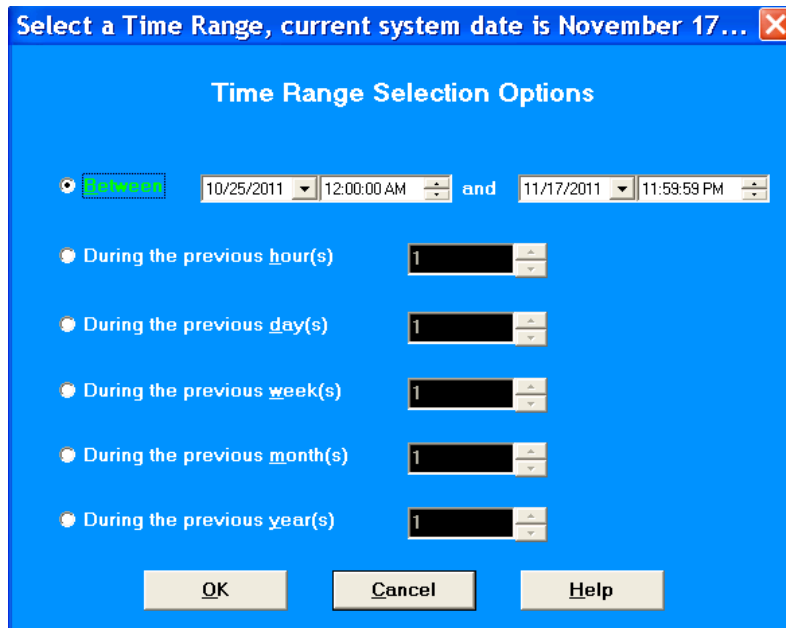 Select a Time Range, current system date is November 17...
Time Range Selection Options
Between 10/25/2011 12:00:00 AM and 11/17/2011 11:59:59 PM
During the previous hour(s) 1
During the previous day(s) 1
During the previous week(s) 1
During the previous month(s) 1
During the previous year(s) 1
OK Cancel Help